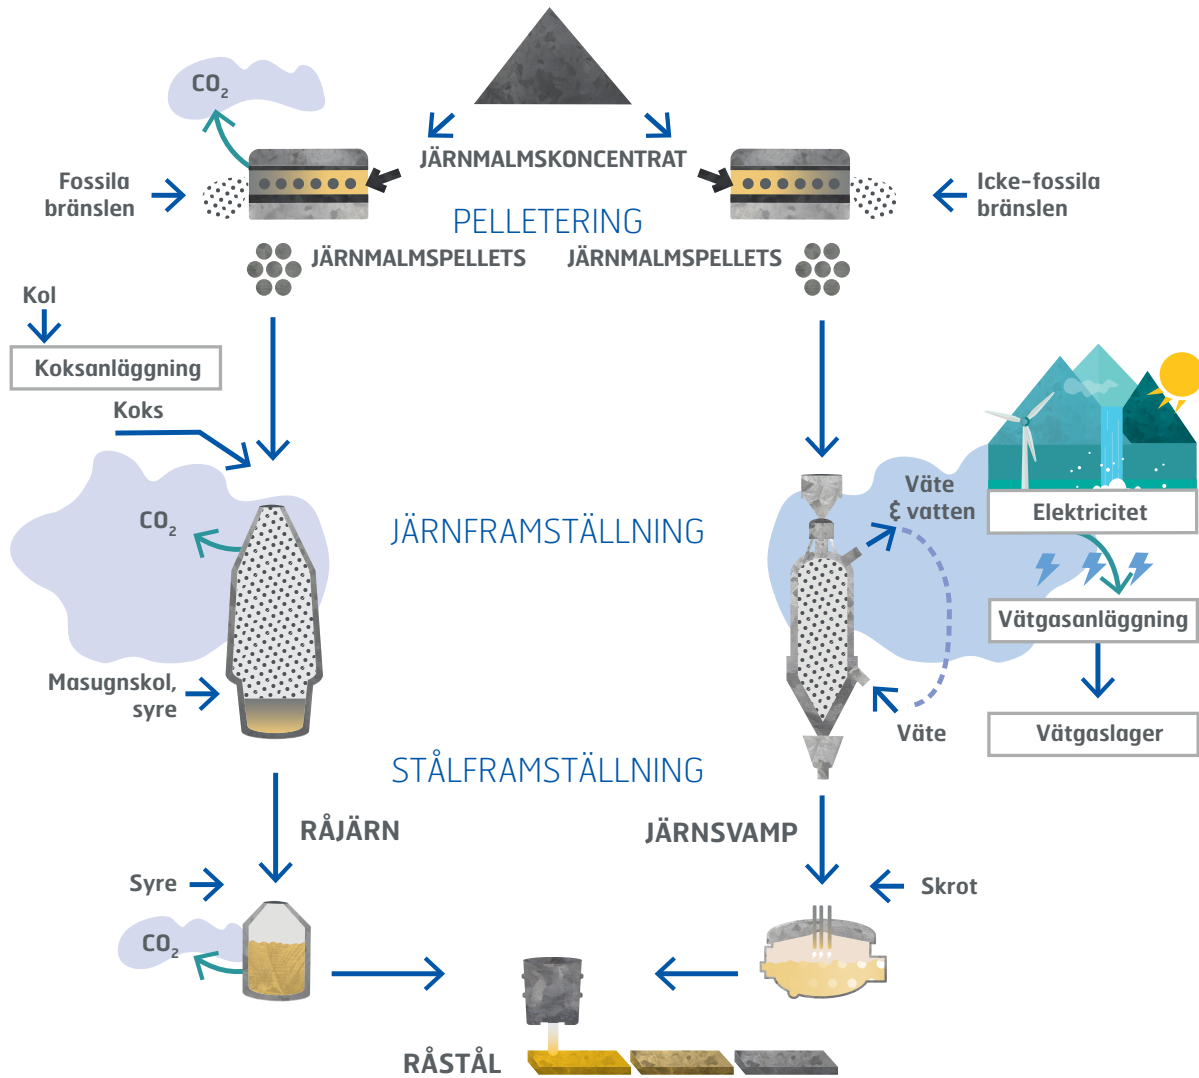 CO₂
JÄRNMALMSKONCENTRAT
Fossila
bränslen
Icke-fossila
bränslen
PELLETERING
JÄRNMALMSPELLETS
JÄRNMALMSPELLETS
Kol
Koksanläggning
Koks
CO₂
JÄRNFRAMSTÄLLNING
Väte
& vatten
Elektricitet
Vätgasanläggning
Masugnskol,
syre
Väte
Vätgaslager
STÅLFRAMSTÄLLNING
RÅJÄRN
JÄRNSVAMP
Syre
Skrot
CO₂
RÅSTÅL